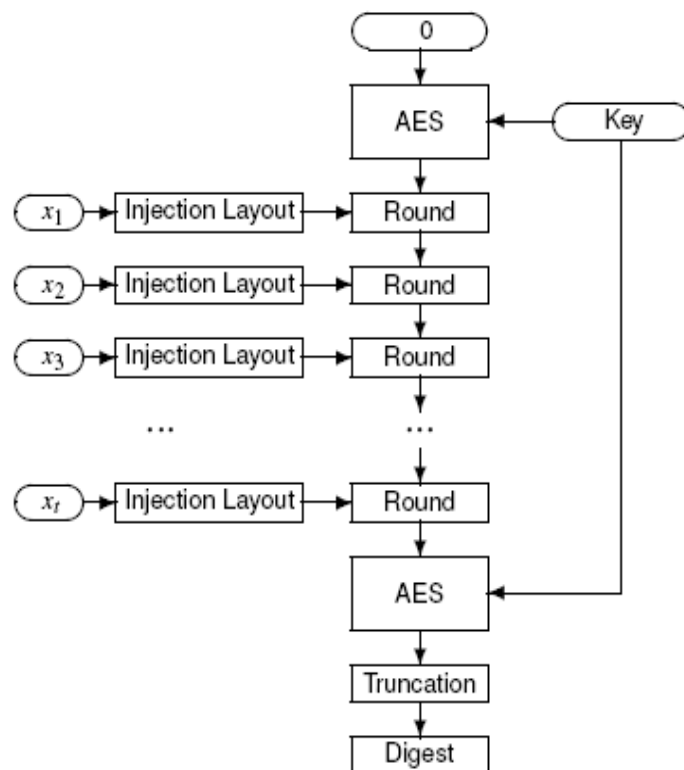 0
AES
Key
x1 Injection Layout Round
x2 Injection Layout Round
x3 Injection Layout Round
... ...
xt Injection Layout Round
AES
Truncation
Digest